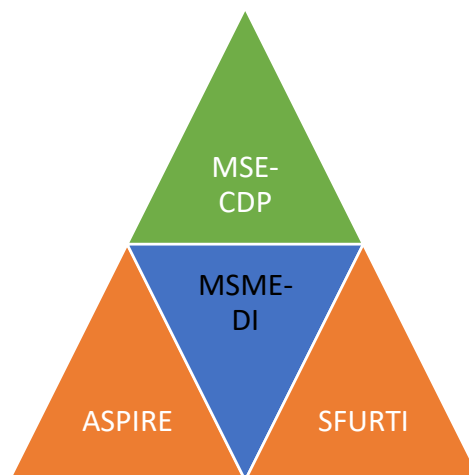 MSE-
CDP
MSME-
DI
ASPIRE
SFURTI